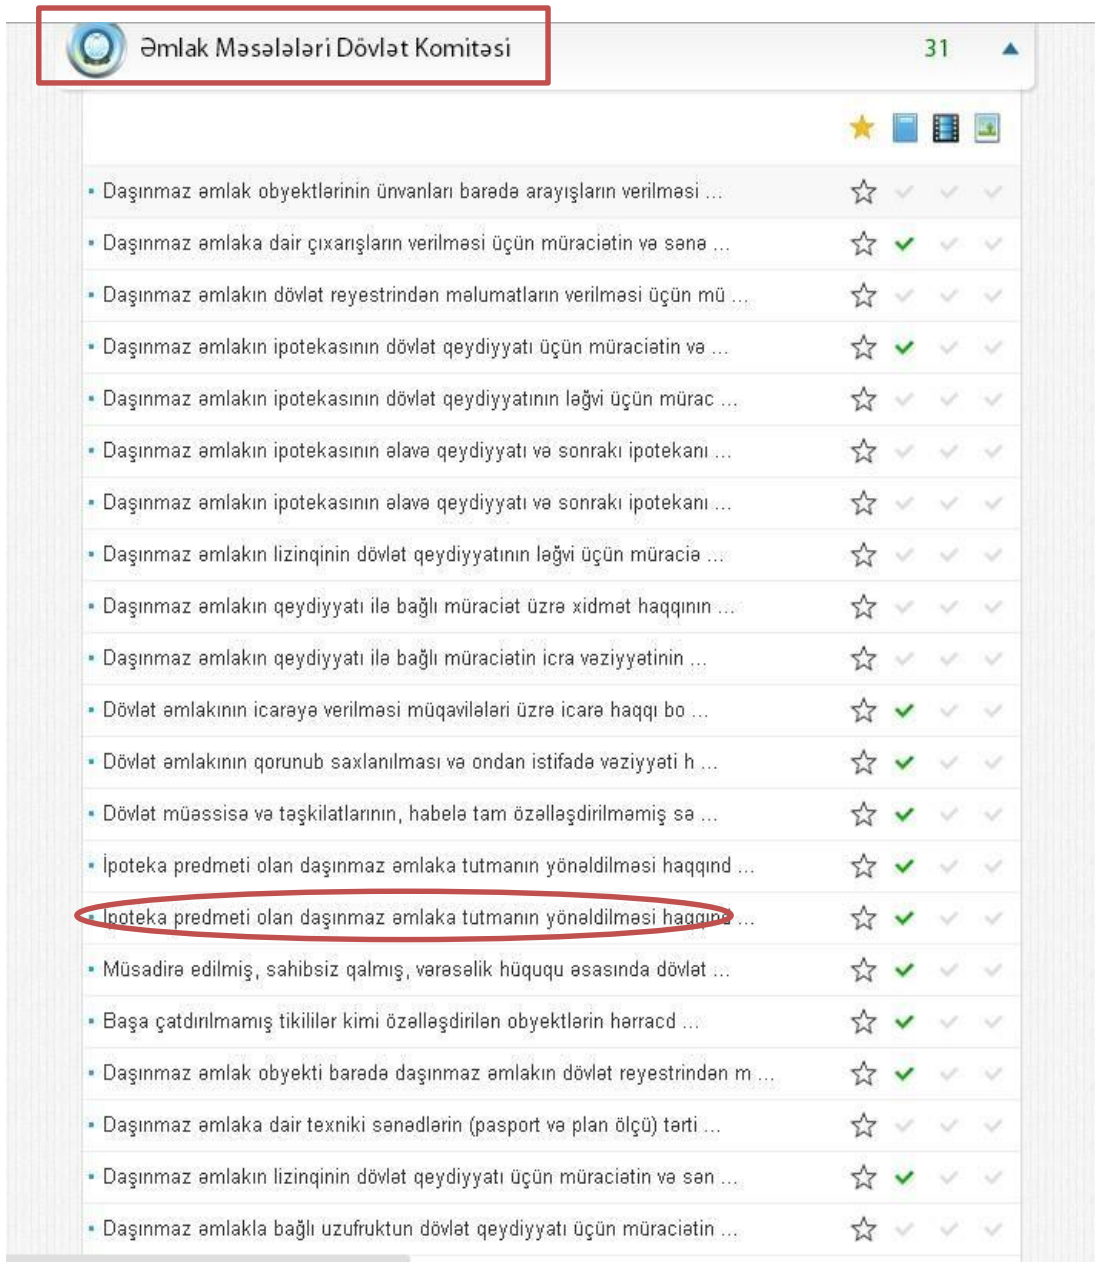 Əmlak Məsələləri Dövlət Komitəsi 31
Daşınmaz əmlak obyektlərinin ünvanları barədə arayışların verilməsi ...
Daşınmaz əmlaka dair çıxarışların verilməsi üçün müraciətin və sənə ...
Daşınmaz əmlakın dövlət reyestrindən məlumatların verilməsi üçün mü ...
Daşınmaz əmlakın ipotekasının dövlət qeydiyyatı üçün müraciətin və ...
Daşınmaz əmlakın ipotekasının dövlət qeydiyyatının ləğvi üçün mürac ...
Daşınmaz əmlakın ipotekasının əlavə qeydiyyatı və sonrakı ipotekanı ...
Daşınmaz əmlakın ipotekasının əlavə qeydiyyatı və sonrakı ipotekanı ...
Daşınmaz əmlakın lizinqinin dövlət qeydiyyatının ləğvi üçün müraciə ...
Daşınmaz əmlakın qeydiyyatı ilə bağlı müraciət üzrə xidmət haqqının ...
Daşınmaz əmlakın qeydiyyatı ilə bağlı müraciətin icra vəziyyətinin ...
Dövlət əmlakının icarəyə verilməsi müqavilələri üzrə icarə haqqı bo ...
Dövlət əmlakının qorunub saxlanılması və ondan istifadə vəziyyəti h ...
Dövlət müəssisə və təşkilatlarının, habelə tam özəlləşdirilməmiş sə ...
İpoteka predmeti olan daşınmaz əmlaka tutmanın yönəldilməsi haqqınd ...
İpoteka predmeti olan daşınmaz əmlaka tutmanın yönəldilməsi haqqınd ...
Müsadirə edilmiş, sahibsiz qalmış, vərəsəlik hüququ əsasında dövlət ...
Başa çatdırılmamış tikililər kimi özəlləşdirilən obyektlərin hərracd ...
Daşınmaz əmlak obyekti barədə daşınmaz əmlakın dövlət reyestrindən m ...
Daşınmaz əmlaka dair texniki sənədlərin (pasport və plan ölçü) tərti ...
Daşınmaz əmlakın lizinqinin dövlət qeydiyyatı üçün müraciətin və sən ...
Daşınmaz əmlakla bağlı uzufruktun dövlət qeydiyyatı üçün müraciətin ...